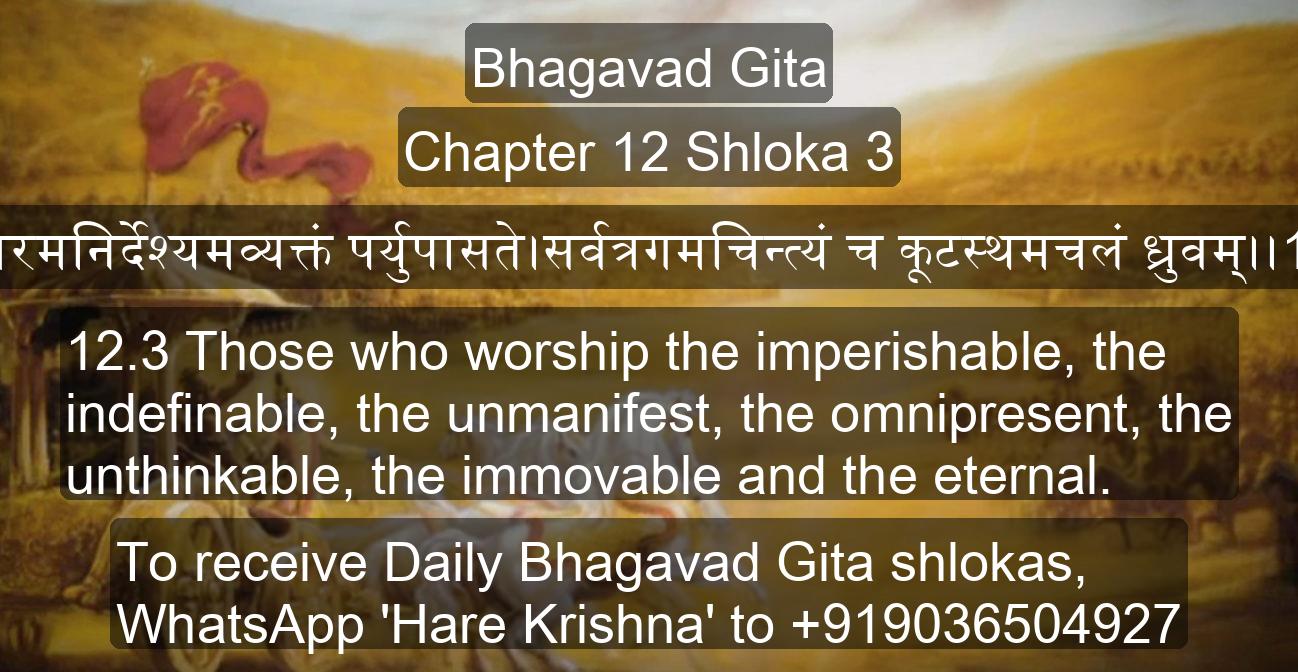 Bhagavad Gita
Chapter 12 Shloka 3
रमनिर्देश्यमव्यक्तं पर्युपासते।सर्वत्रगमचिन्त्यं च कूटस्थमचलं ध्रुवम्।।1
12.3 Those who worship the imperishable, the
indefinable, the unmanifest, the omnipresent, the
unthinkable, the immovable and the eternal.
To receive Daily Bhagavad Gita shlokas,
WhatsApp 'Hare Krishna' to +919036504927